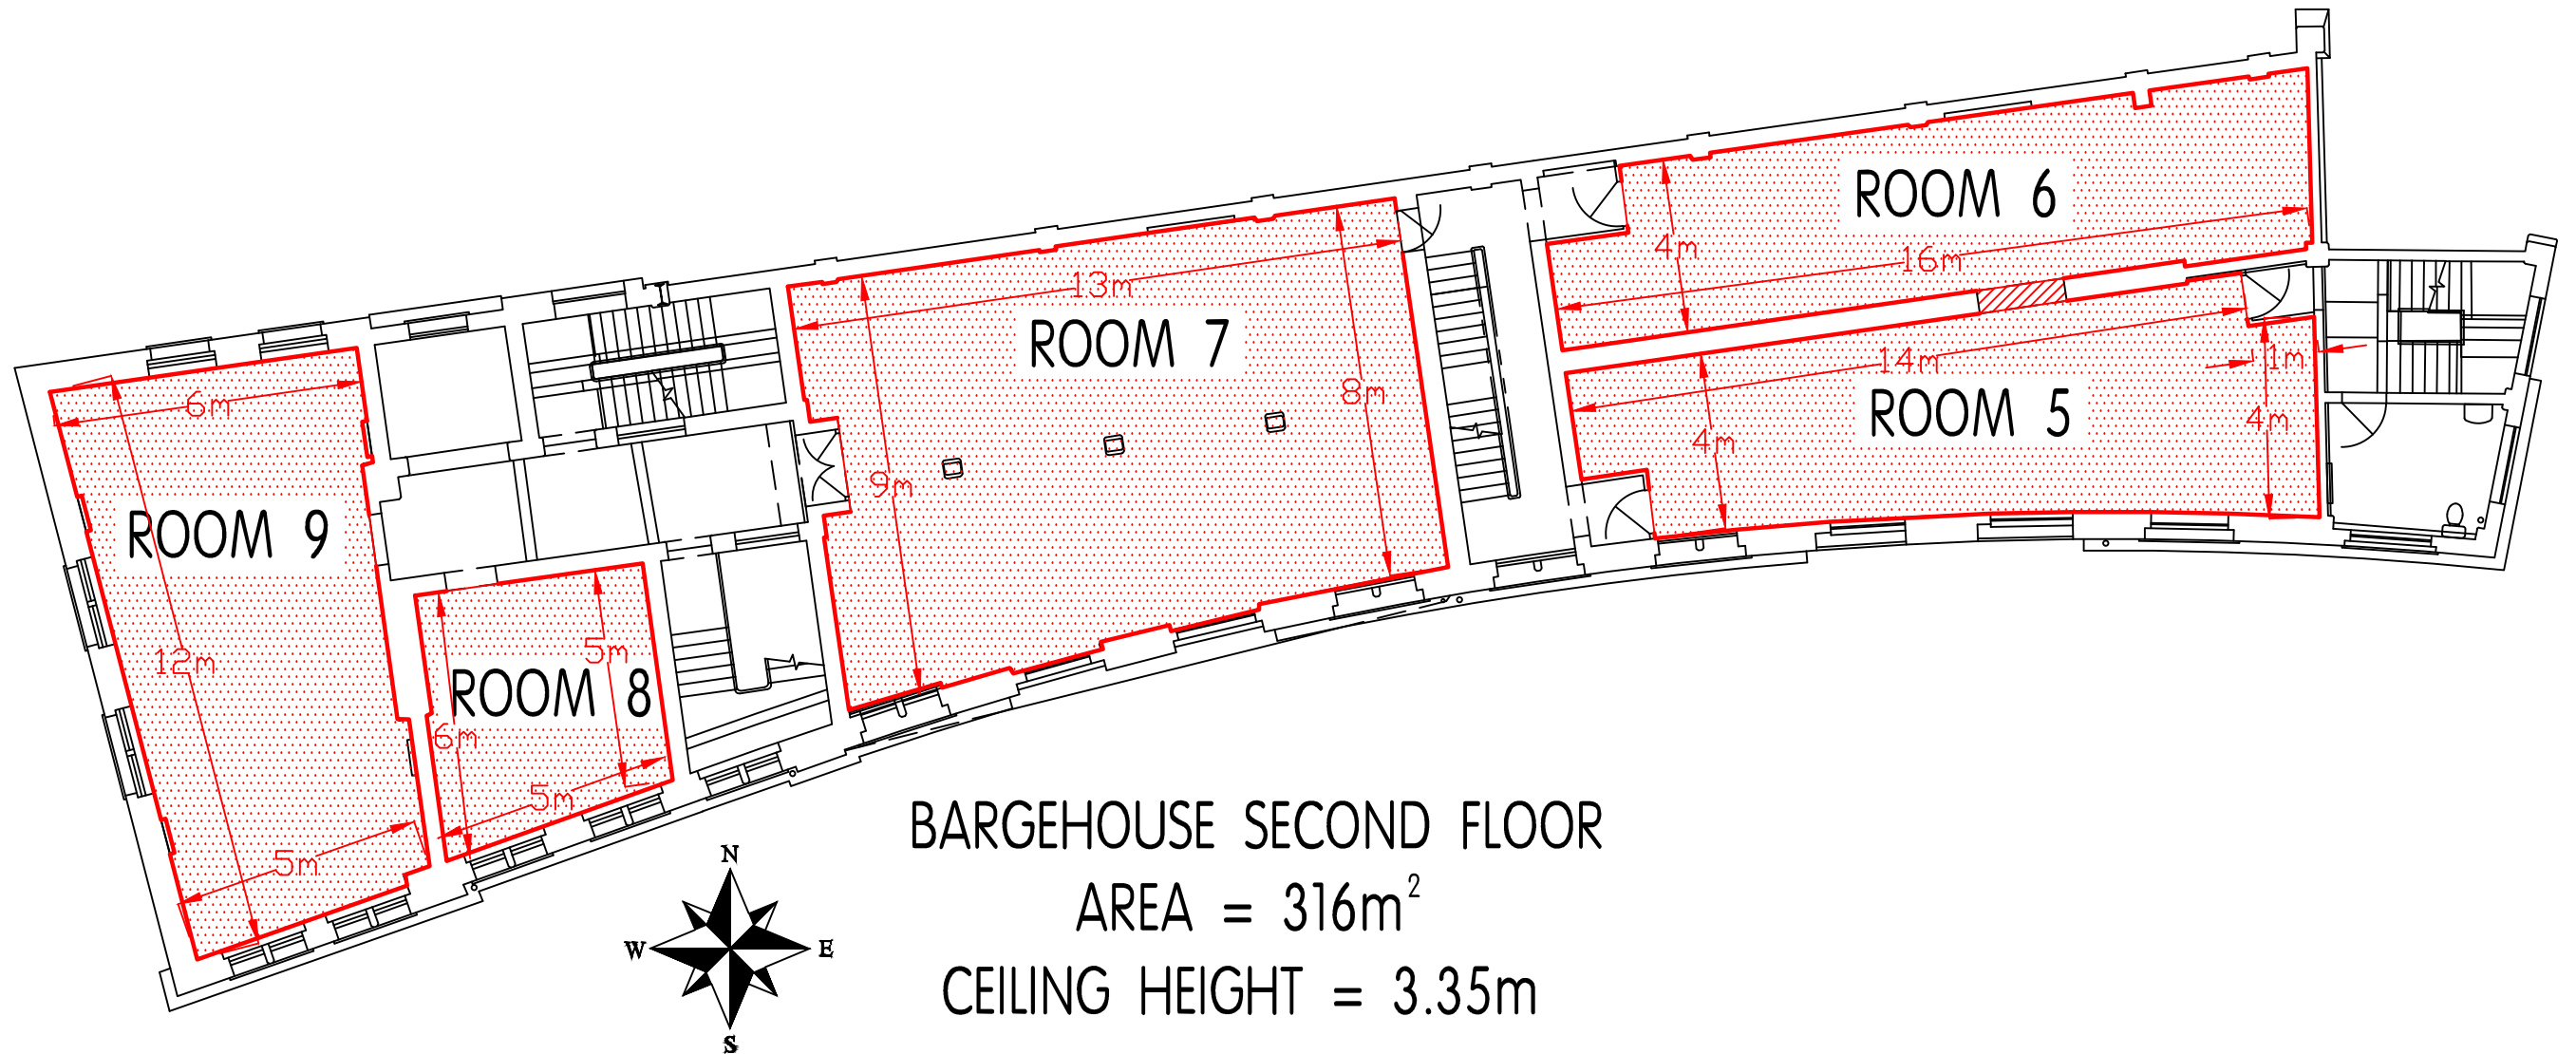 ROOM 6
4m
16m
13m
ROOM 7
8m
9m
14m
1m
ROOM 5
4m
4m
6m
ROOM 9
12m
5m
5m
ROOM 8
6m
5m
BARGEHOUSE SECOND FLOOR
AREA = 316m²
CEILING HEIGHT = 3.35m
N
W
E
S